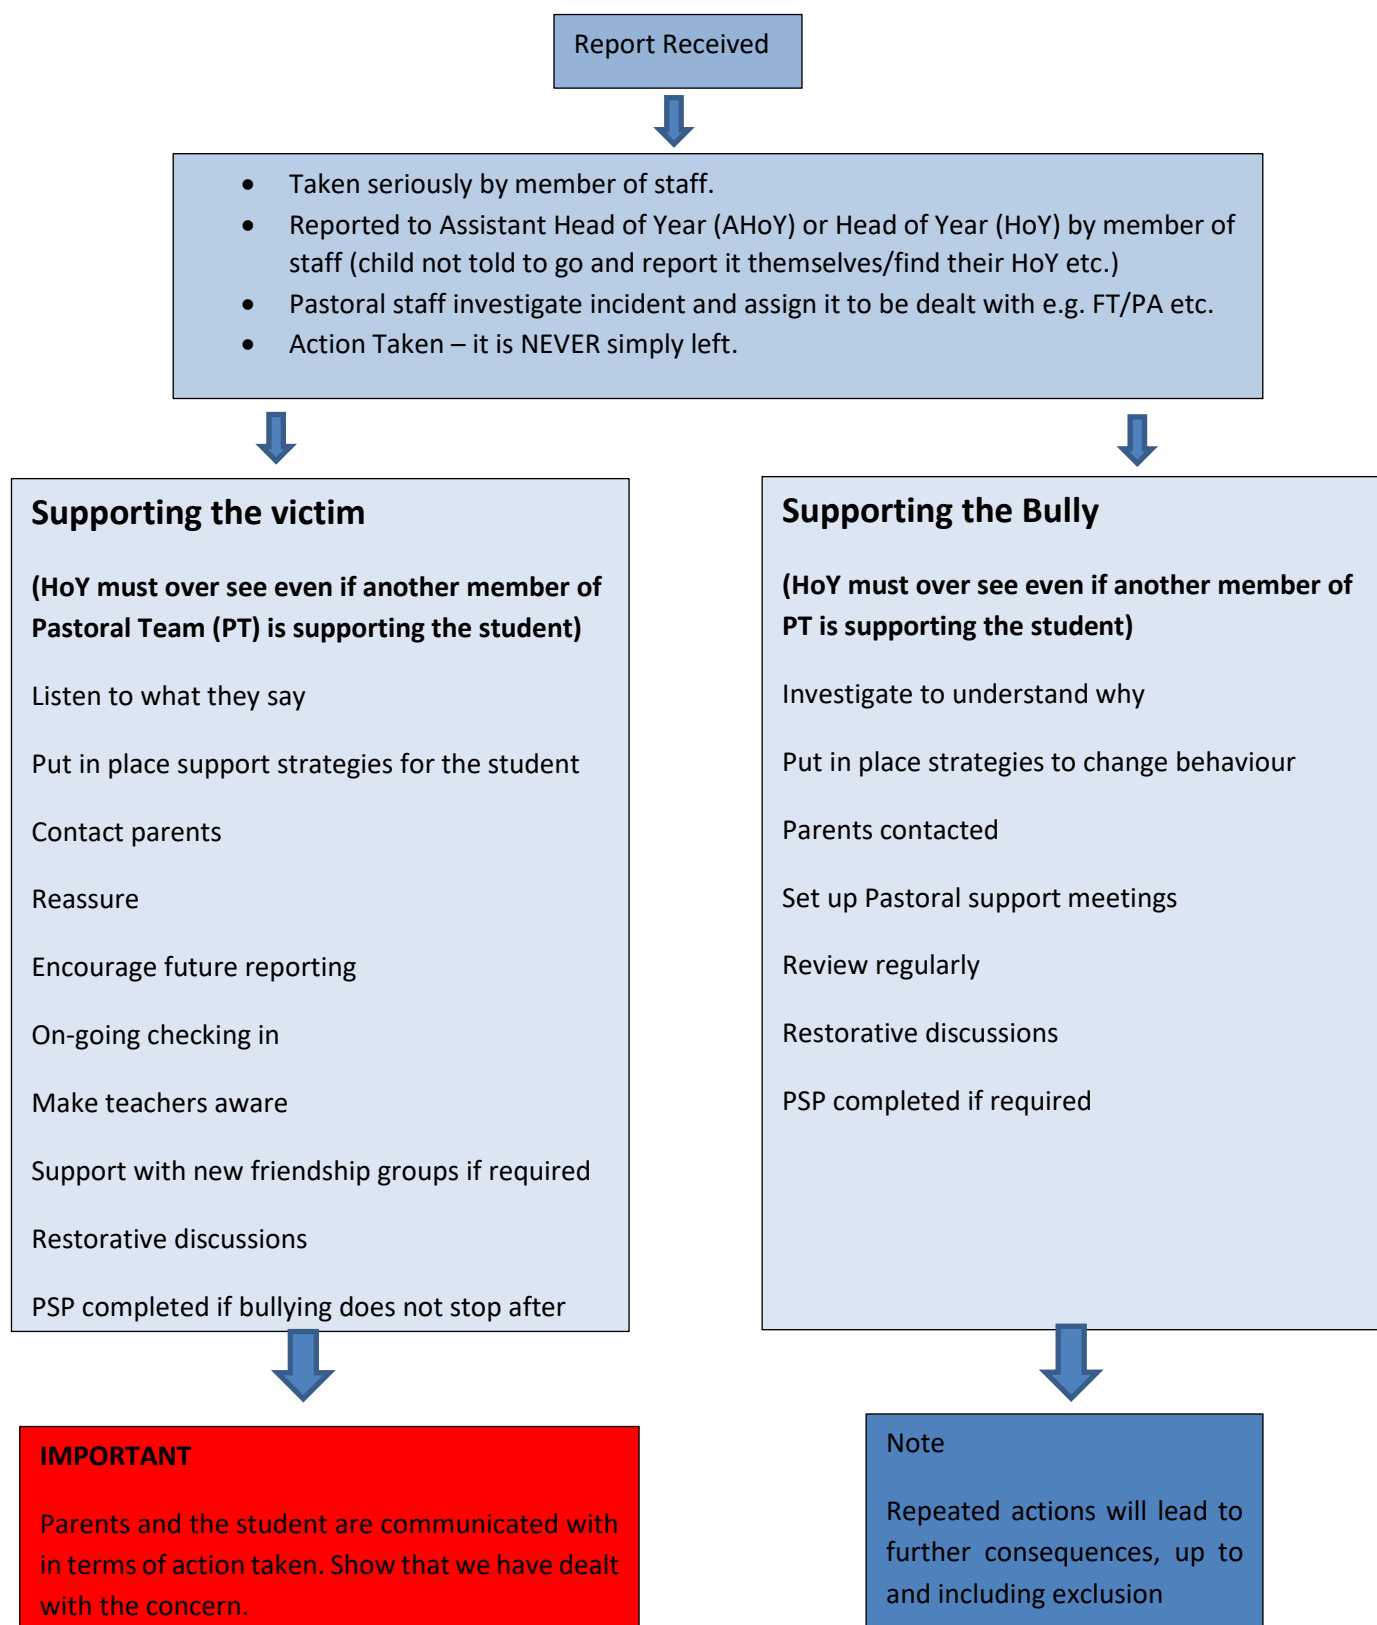 Report Received
• Taken seriously by member of staff.
• Reported to Assistant Head of Year (AHoY) or Head of Year (HoY) by member of
staff (child not told to go and report it themselves/find their HoY etc.)
• Pastoral staff investigate incident and assign it to be dealt with e.g. FT/PA etc.
• Action Taken – it is NEVER simply left.
Supporting the victim
(HoY must over see even if another member of
Pastoral Team (PT) is supporting the student)
Listen to what they say
Put in place support strategies for the student
Contact parents
Reassure
Encourage future reporting
On-going checking in
Make teachers aware
Support with new friendship groups if required
Restorative discussions
PSP completed if bullying does not stop after
Supporting the Bully
(HoY must over see even if another member of
PT is supporting the student)
Investigate to understand why
Put in place strategies to change behaviour
Parents contacted
Set up Pastoral support meetings
Review regularly
Restorative discussions
PSP completed if required
IMPORTANT
Parents and the student are communicated with
in terms of action taken. Show that we have dealt
with the concern.
Note
Repeated actions will lead to
further consequences, up to
and including exclusion